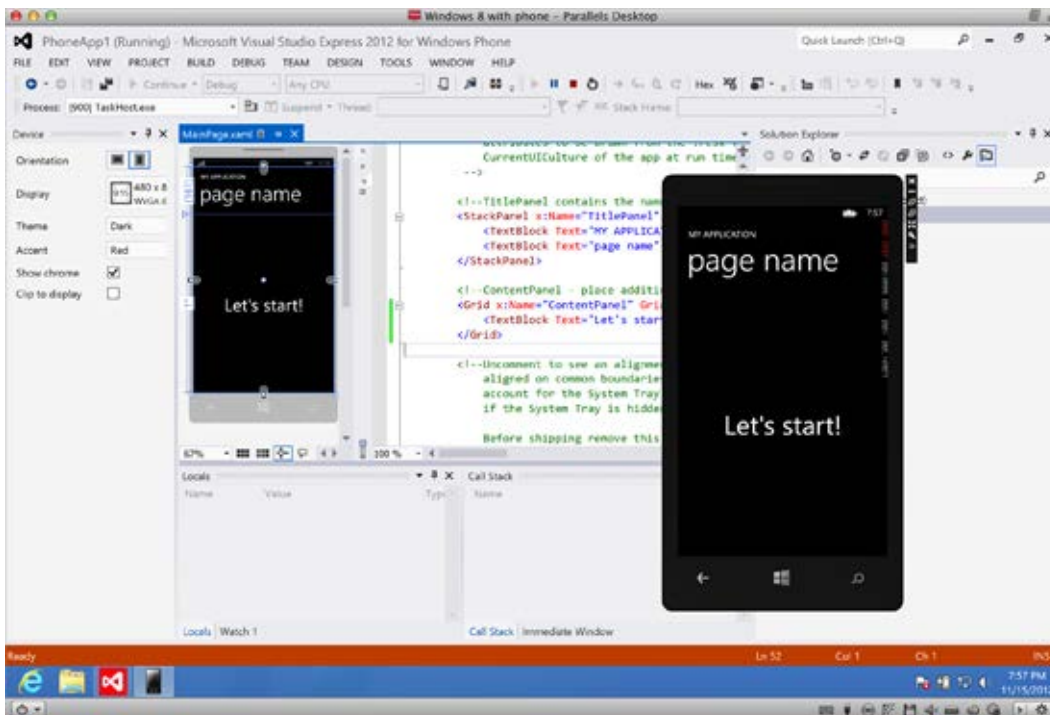 Windows 8 with phone - Parallels Desktop
PhoneApp1 (Running) - Microsoft Visual Studio Express 2012 for Windows Phone
Quick Launch (Ctrl+Q)
FILE EDIT VIEW PROJECT BUILD DEBUG TEAM DESIGN TOOLS WINDOW HELP
Continue Debug Any CPU Hex
Process: [900] TaskHost.exe Suspend Thread Stack Frame:
Device
MainPage.xaml
Solution Explorer
Orientation
Display 480 x 8
WVGA
Theme Dark
Accent Red
Show chrome
Clip to display
MY APPLICATION
page name
Let's start!
67%
CurrentUICulture of the app at run time
-->
<!--TitlePanel contains the name
<StackPanel x:Name="TitlePanel"
<TextBlock Text="MY APPLICA
<TextBlock Text="page name"
</StackPanel>
<!--ContentPanel - place additi
<Grid x:Name="ContentPanel" Gri
<TextBlock Text="Let's star
</Grid>
<!--Uncomment to see an alignme
aligned on common boundarie
account for the System Tray
if the System Tray is hidde
Before shipping remove this
100 %
7:57
MY APPLICATION
page name
Let's start!
Locals
Name Value Type
Call Stack
Name
Locals Watch 1
Call Stack Immediate Window
Ready Ln 52 Col 1 Ch 1 INS
7:57 PM
11/15/2012